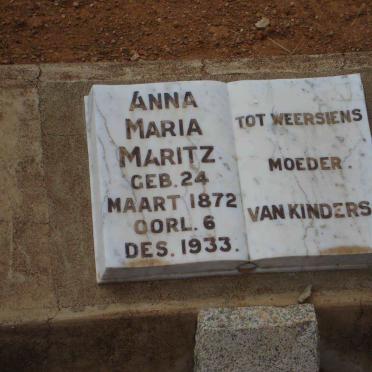 ANNA
MARIA
MARITZ
GEB. 24
MAART 1872
OORL. 6
DES. 1933.
TOT WEERSIENS
MOEDER
VAN KINDERS